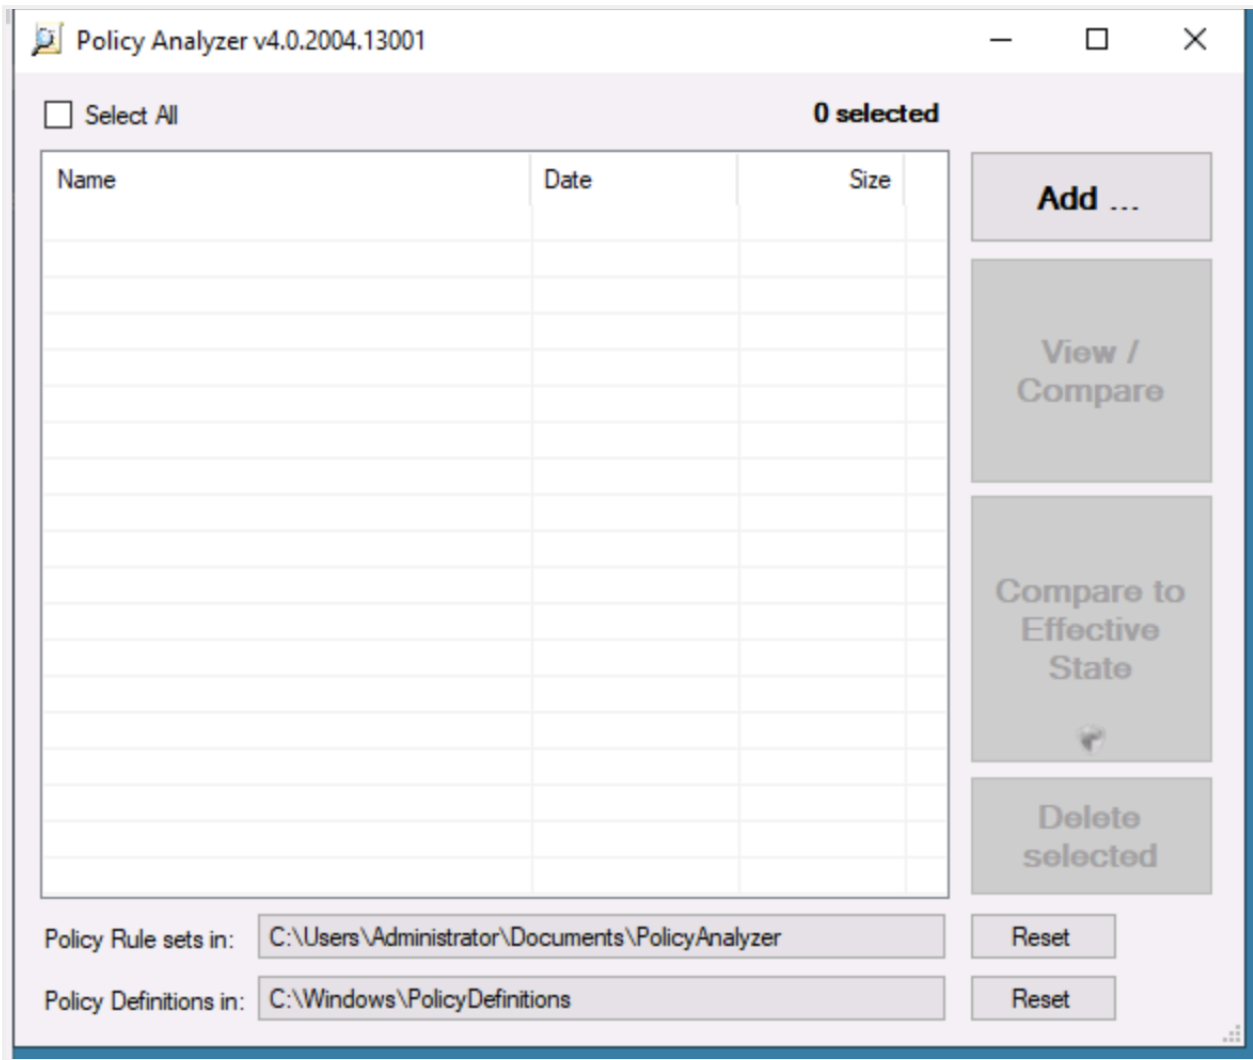 Policy Analyzer v4.0.2004.13001
Select All
0 selected
Name Date Size
Add ...
View /
Compare
Compare to
Effective
State
Delete
selected
Policy Rule sets in: C:\Users\Administrator\Documents\PolicyAnalyzer Reset
Policy Definitions in: C:\Windows\PolicyDefinitions Reset